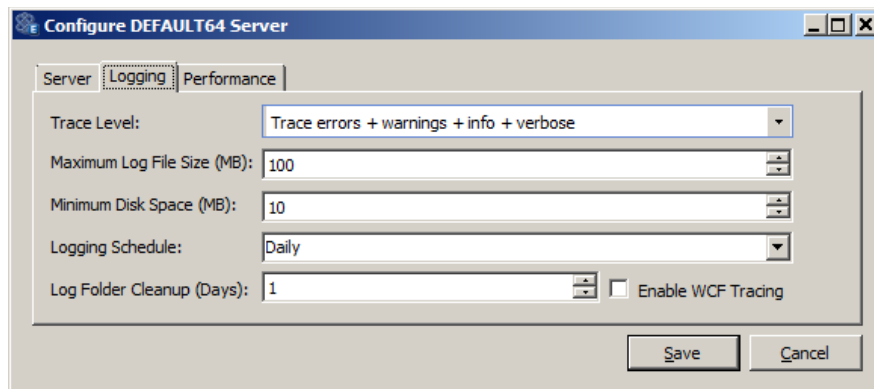 Configure DEFAULT64 Server
Server Logging Performance
Trace Level: Trace errors + warnings + info + verbose
Maximum Log File Size (MB): 100
Minimum Disk Space (MB): 10
Logging Schedule: Daily
Log Folder Cleanup (Days): 1 Enable WCF Tracing
Save Cancel